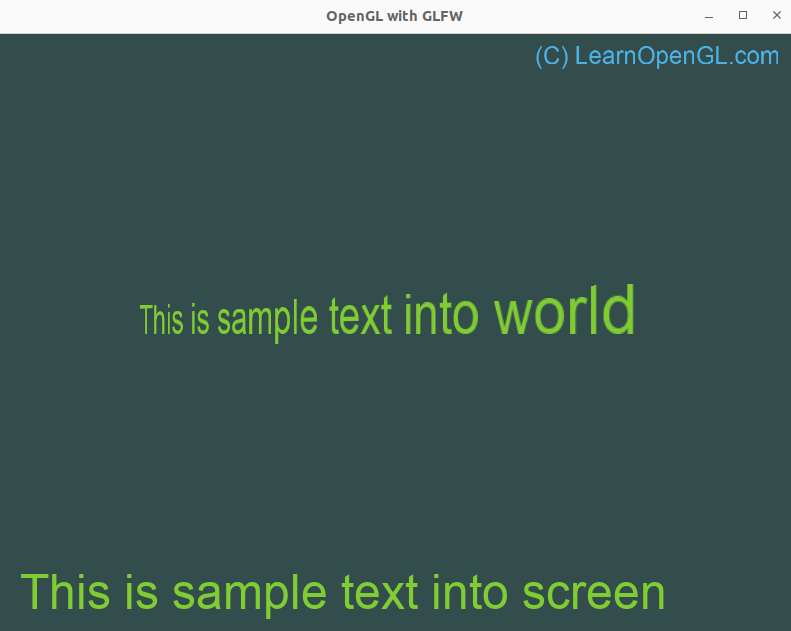 OpenGL with GLFW
(C) LearnOpenGL.com
This is sample text into world
This is sample text into screen